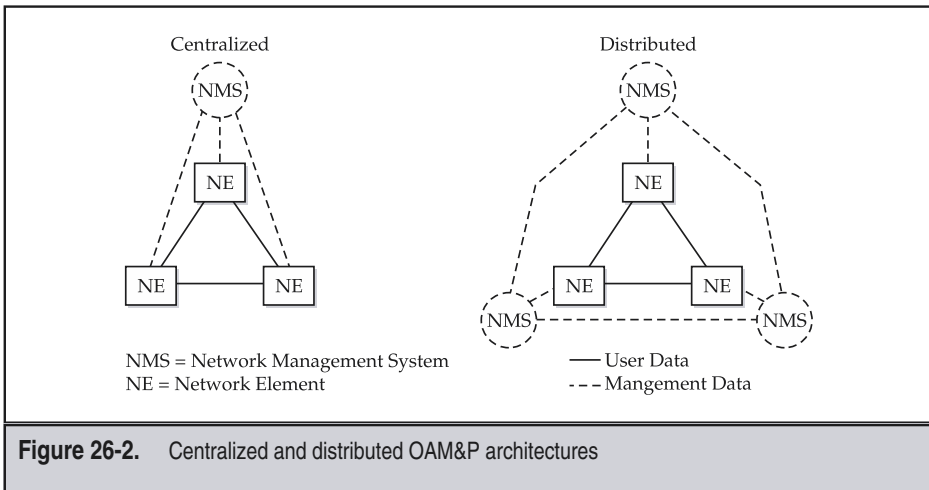 Centralized
NMS
NE
NE
NE
NMS = Network Management System
NE = Network Element
Distributed
NMS
NE
NE
NE
NMS
NMS
User Data
Mangement Data
Figure 26-2. Centralized and distributed OAM&P architectures